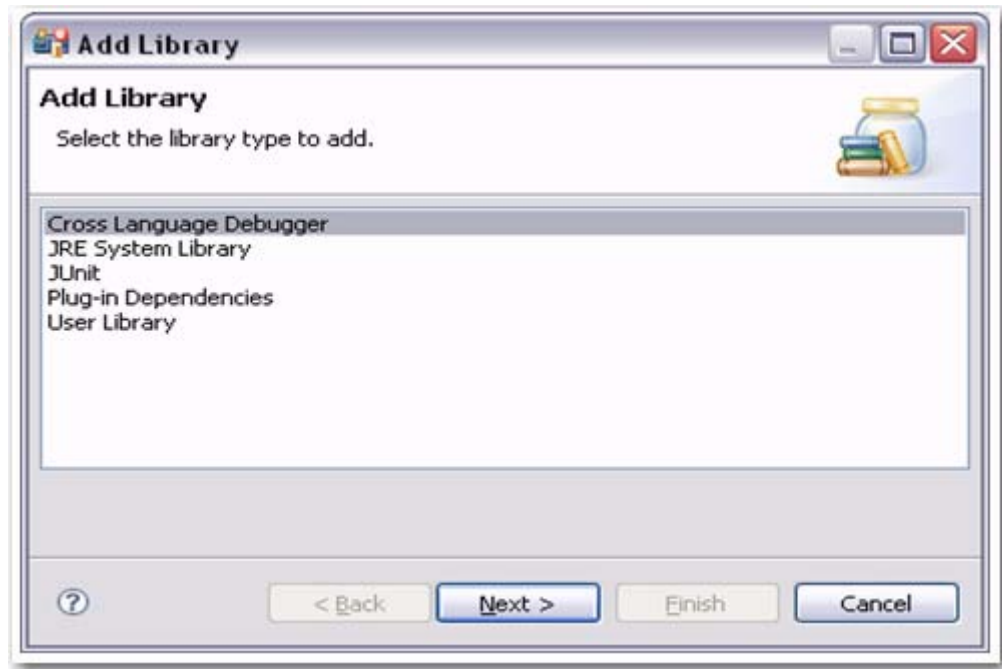 Add Library
Add Library
Select the library type to add.
Cross Language Debugger
JRE System Library
JUnit
Plug-in Dependencies
User Library
?
< Back
Next >
Finish
Cancel